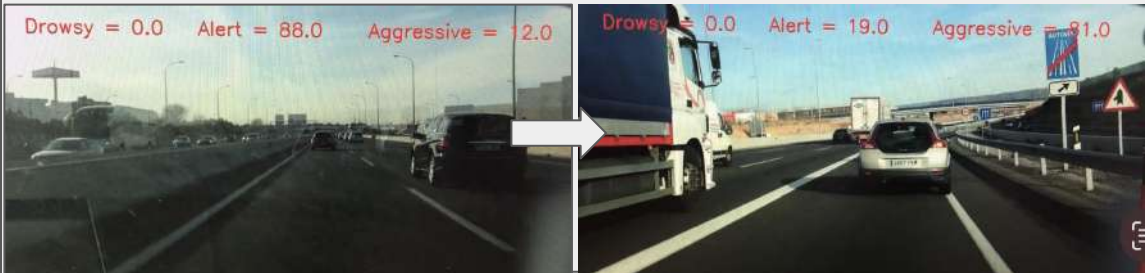 Drowsy = 0.0 Alert = 88.0 Aggressive = 12.0
Drowsy = 0.0 Alert = 19.0 Aggressive = 81.0